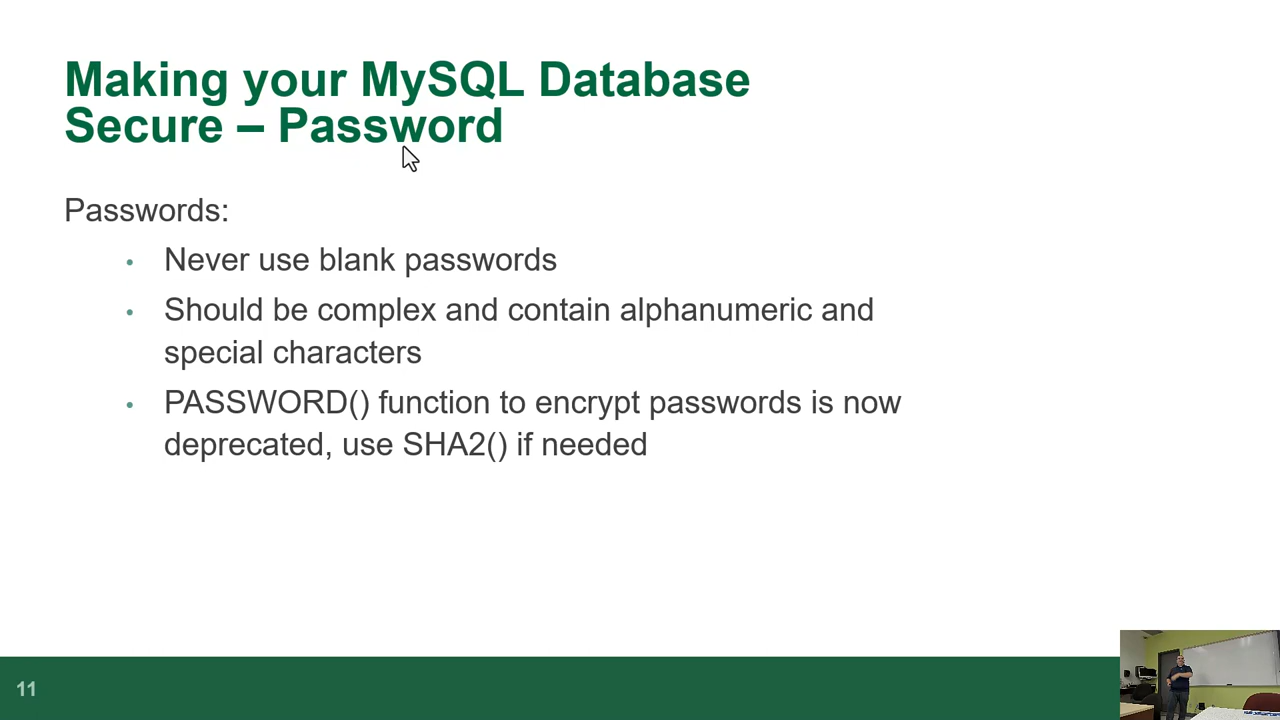 Making your MySQL Database
Secure – Password
Passwords:
• Never use blank passwords
• Should be complex and contain alphanumeric and
special characters
• PASSWORD() function to encrypt passwords is now
deprecated, use SHA2() if needed
11